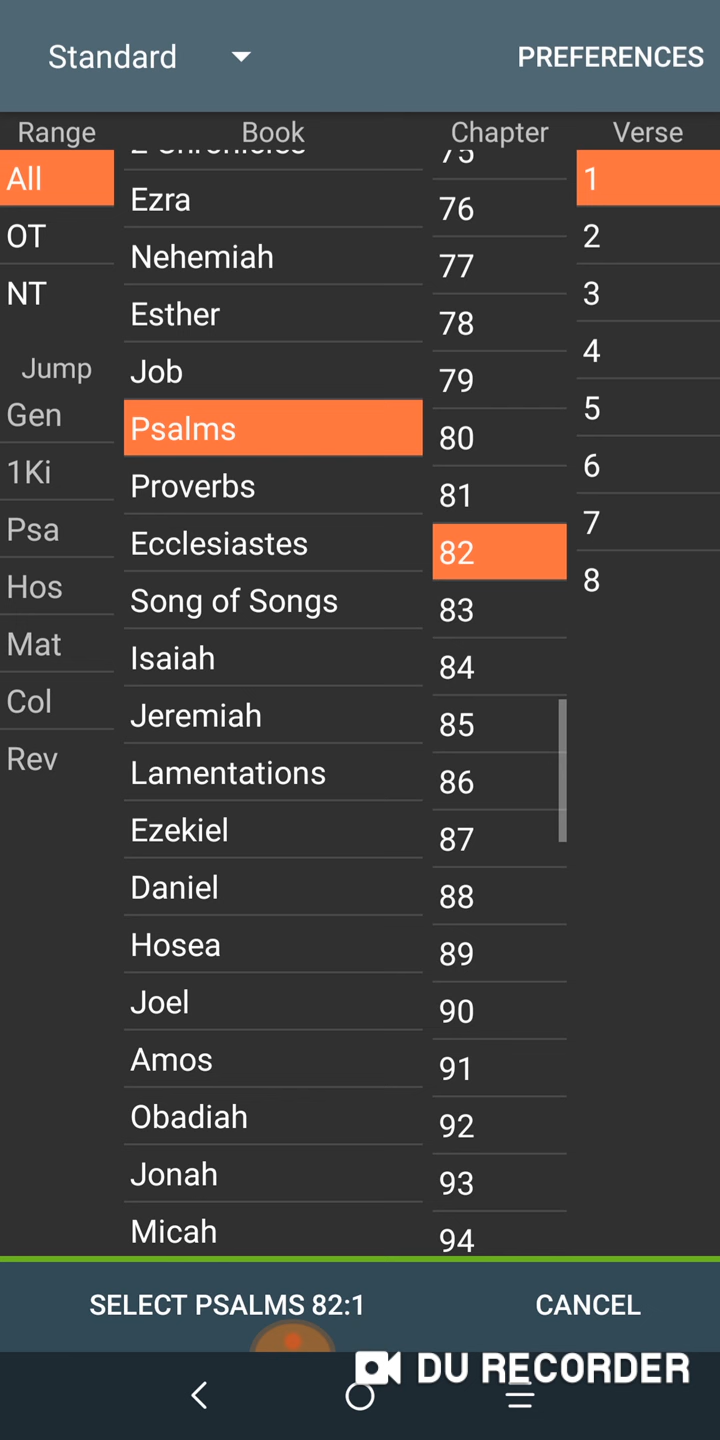 Standard PREFERENCES
Range Book Chapter Verse
All
OT
NT
Jump
Gen
1Ki
Psa
Hos
Mat
Col
Rev
2 Chronicles
Ezra
Nehemiah
Esther
Job
Psalms
Proverbs
Ecclesiastes
Song of Songs
Isaiah
Jeremiah
Lamentations
Ezekiel
Daniel
Hosea
Joel
Amos
Obadiah
Jonah
Micah
75
76
77
78
79
80
81
82
83
84
85
86
87
88
89
90
91
92
93
94
1
2
3
4
5
6
7
8
SELECT PSALMS 82:1 CANCEL
DU RECORDER